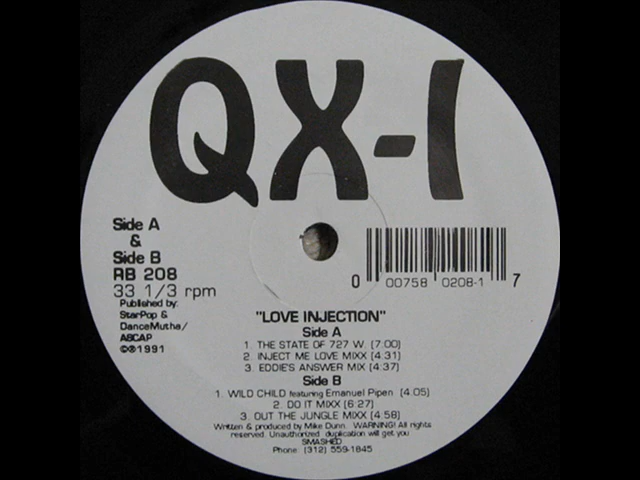 QX-1
Side A
&
Side B
RB 208
33 1/3 rpm
Published by:
StarPop &
DanceMutha/
ASCAP
©℗1991
0 00758 0208-1 7
"LOVE INJECTION"
Side A
1. THE STATE OF 727 W. (7:00)
2. INJECT ME LOVE MIXX (4:31)
3. EDDIE'S ANSWER MIX (4:37)
Side B
1. WILD CHILD featuring Emanuel Pipen (4:05)
2. DO IT MIXX (6:27)
3. OUT THE JUNGLE MIXX (4:58)
Written & produced by Mike Dunn. WARNING! All rights
reserved. Unauthorized duplication will get you
SMASHED
Phone (312) 559-1845